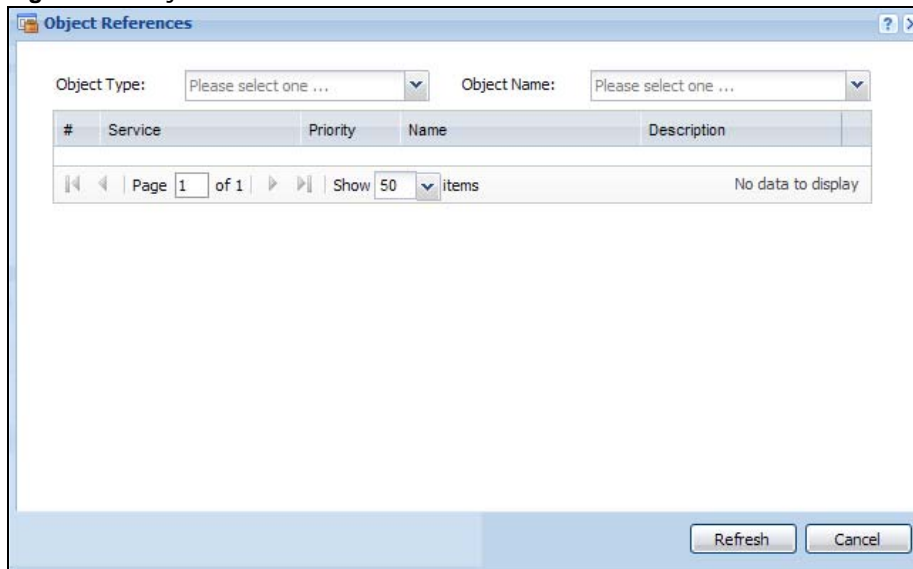 Object References
Object Type: Please select one ... Object Name: Please select one ...
# Service Priority Name Description
Page 1 of 1 Show 50 items No data to display
Refresh Cancel